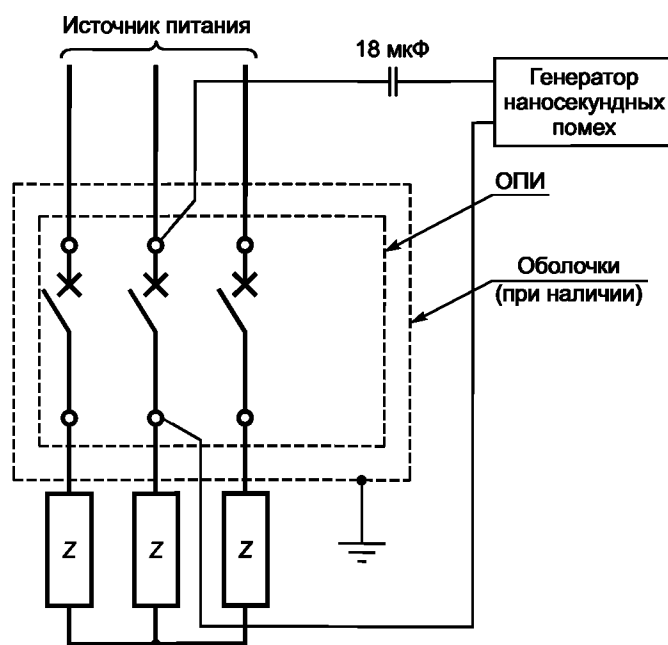 Источник питания
18 мкФ
Генератор
наносекундных
помех
ОПИ
Оболочки
(при наличии)
Z
Z
Z